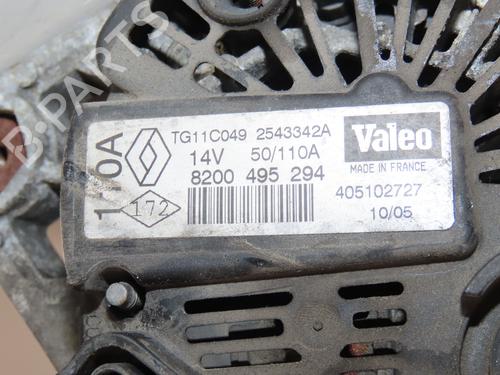 110A
TG11C049 2543342A
14V 50/110A
8200 495 294
172
Valeo
MADE IN FRANCE
405102727
10/05
B-PARTS